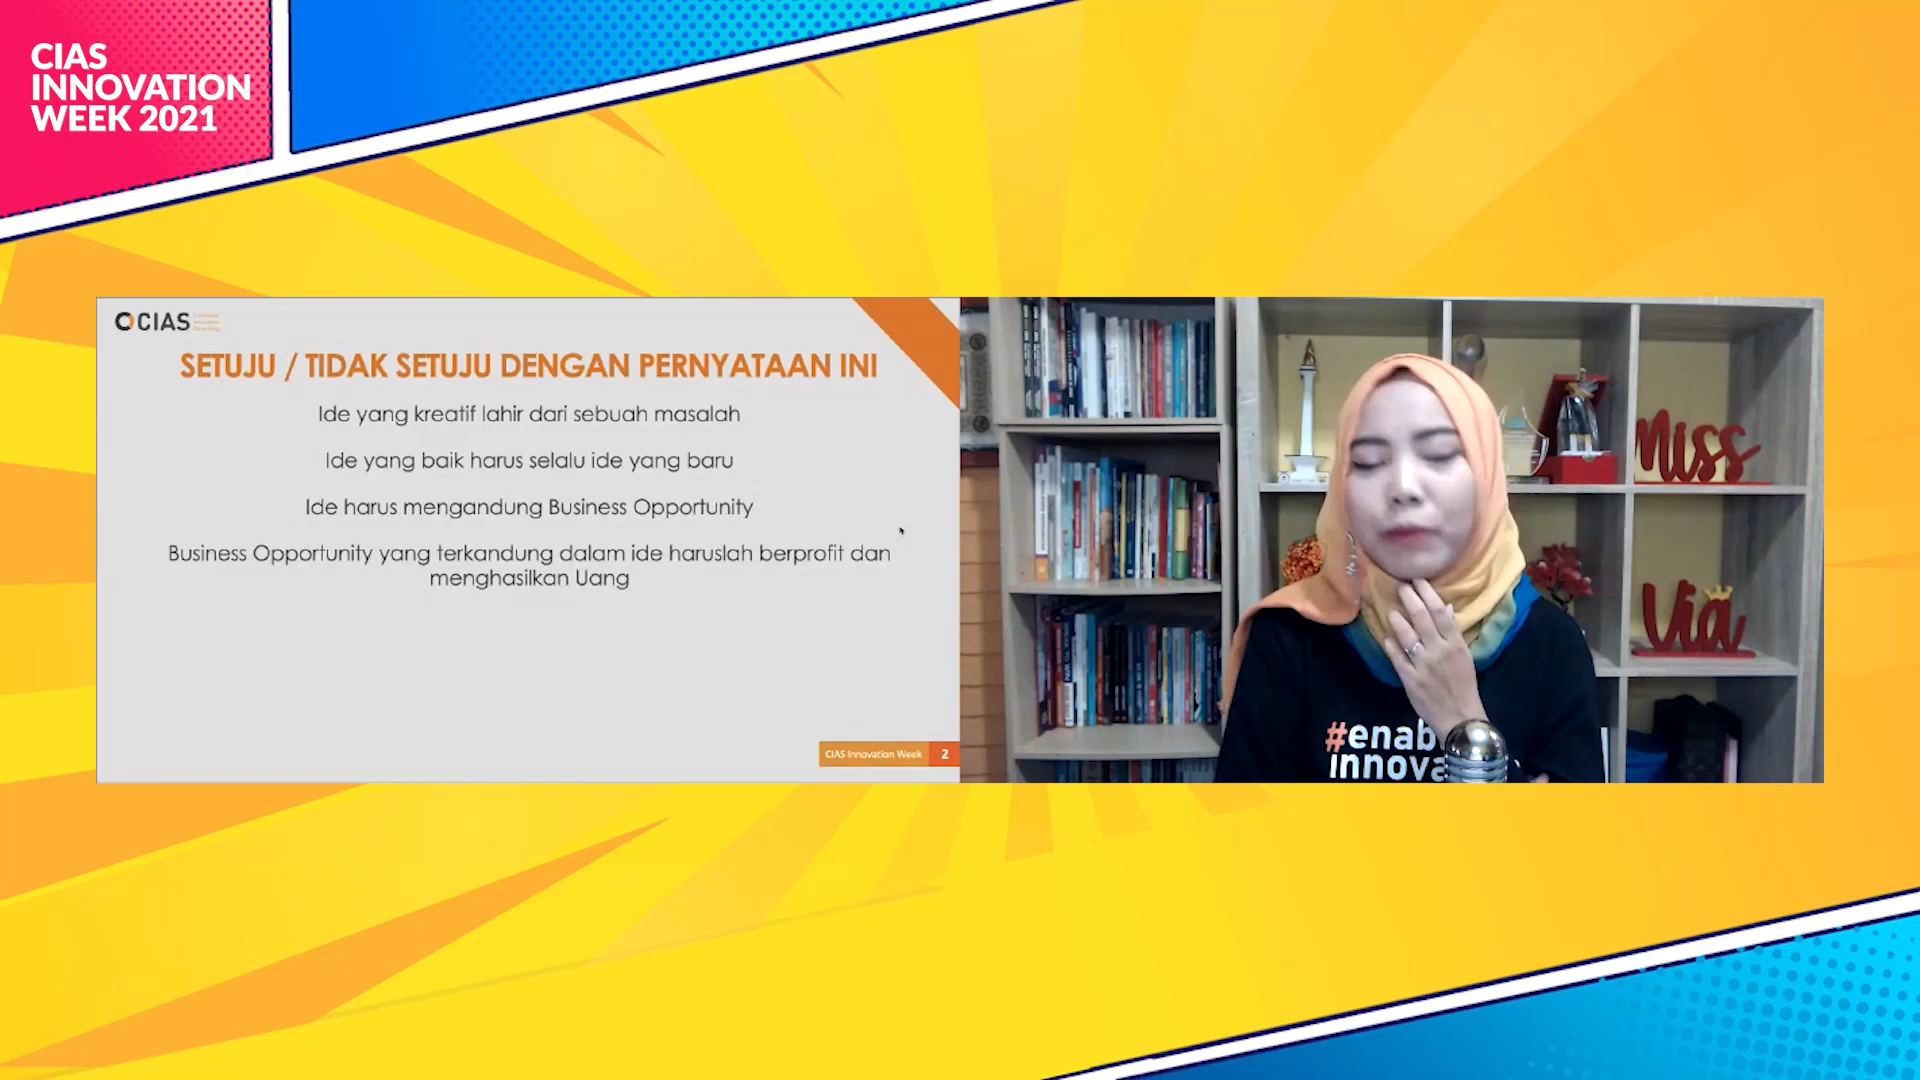 CIAS
INNOVATION
WEEK 2021
CIAS
SETUJU / TIDAK SETUJU DENGAN PERNYATAAN INI
Ide yang kreatif lahir dari sebuah masalah
Ide yang baik harus selalu ide yang baru
Ide harus mengandung Business Opportunity
Business Opportunity yang terkandung dalam ide haruslah berprofit dan
menghasilkan Uang
CIAS Innovation Week 2
Miss
Via
#enab
innova